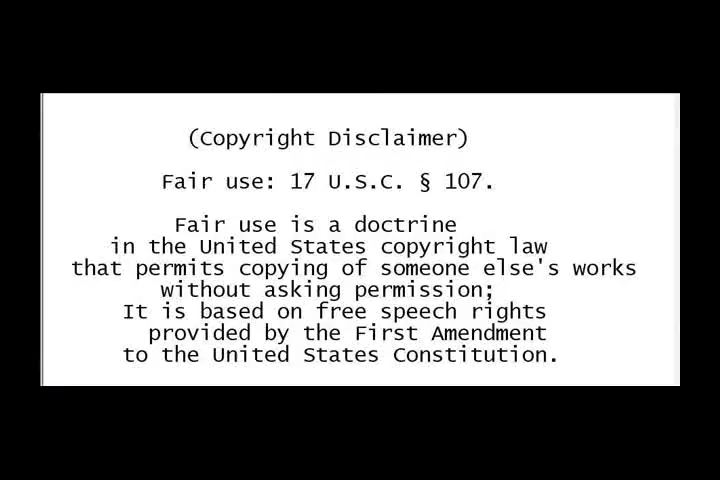 (Copyright Disclaimer)
Fair use: 17 U.S.C. § 107.
Fair use is a doctrine
in the United States copyright law
that permits copying of someone else's works
without asking permission;
It is based on free speech rights
provided by the First Amendment
to the United States Constitution.